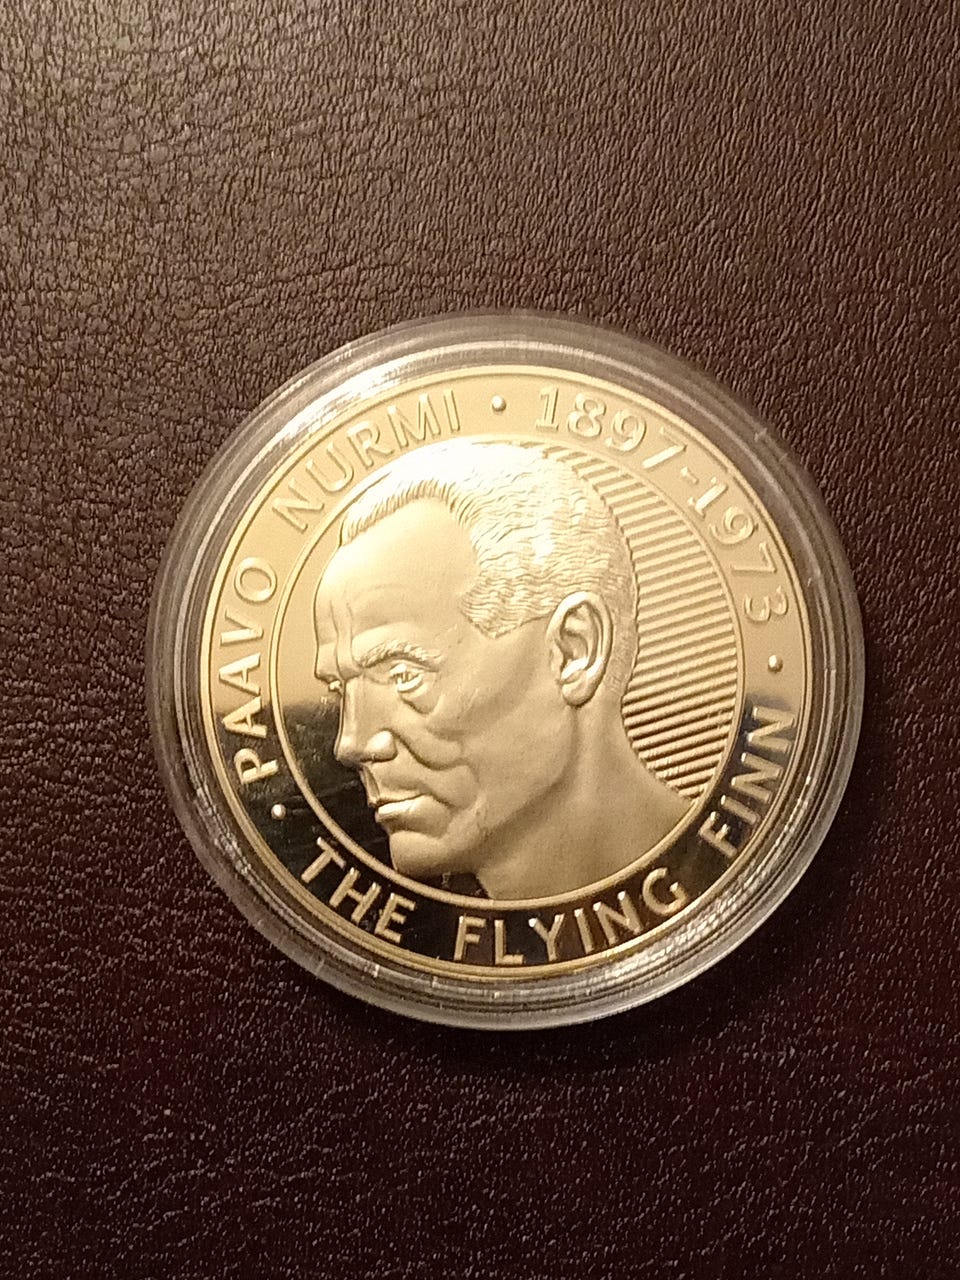 PAAVO NURMI • 1897-1973 •
THE FLYING FINN •